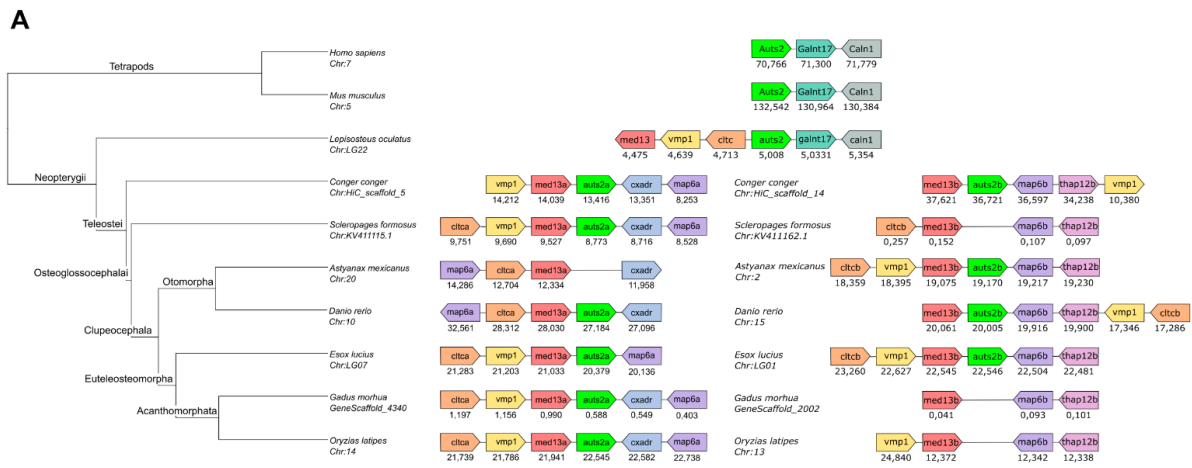 A
Tetrapods
Neopterygii
Teleostei
Osteoglossocephalai
Otomorpha
Clupeocephala
Euteleosteomorpha
Acanthomorphata
Homo sapiens
Chr:7
Auts2 Galnt17 Caln1
70,766 71,300 71,779
Mus musculus
Chr:5
Auts2 Galnt17 Caln1
132,542 130,964 130,384
Lepisosteus oculatus
Chr:LG22
med13 vmp1 cltc auts2 galnt17 caln1
4,475 4,639 4,713 5,008 5,0331 5,354
Conger conger
Chr:HiC_scaffold_5
vmp1 med13a auts2a cxadr map6a
14,212 14,039 13,416 13,351 8,253
Conger conger
Chr:HiC_scaffold_14
med13b auts2b map6b thap12b vmp1
37,621 36,721 36,597 34,238 10,380
Scleropages formosus
Chr:KV411115.1
cltca vmp1 med13a auts2a cxadr map6a
9,751 9,690 9,527 8,773 8,716 8,528
Scleropages formosus
Chr:KV411162.1
cltcb med13b map6b thap12b
0,257 0,152 0,107 0,097
Astyanax mexicanus
Chr:20
map6a cltca med13a cxadr
14,286 12,704 12,334 11,958
Astyanax mexicanus
Chr:2
cltcb vmp1 med13b auts2b map6b thap12b
18,359 18,395 19,075 19,170 19,217 19,230
Danio rerio
Chr:10
map6a cltca med13a auts2a cxadr
32,561 28,312 28,030 27,184 27,096
Danio rerio
Chr:15
med13b auts2b map6b thap12b vmp1 cltcb
20,061 20,005 19,916 19,900 17,346 17,286
Esox lucius
Chr:LG07
cltca vmp1 med13a auts2a map6a
21,283 21,203 21,033 20,379 20,136
Esox lucius
Chr:LG01
cltcb vmp1 med13b auts2b map6b thap12b
23,260 22,627 22,545 22,546 22,504 22,481
Gadus morhua
GeneScaffold_4340
cltca vmp1 med13a auts2a cxadr map6a
1,197 1,156 0,990 0,588 0,549 0,403
Gadus morhua
GeneScaffold_2002
med13b map6b thap12b
0,041 0,093 0,101
Oryzias latipes
Chr:14
cltca vmp1 med13a auts2a cxadr map6a
21,739 21,786 21,941 22,545 22,582 22,738
Oryzias latipes
Chr:13
vmp1 med13b map6b thap12b
24,840 12,372 12,342 12,338